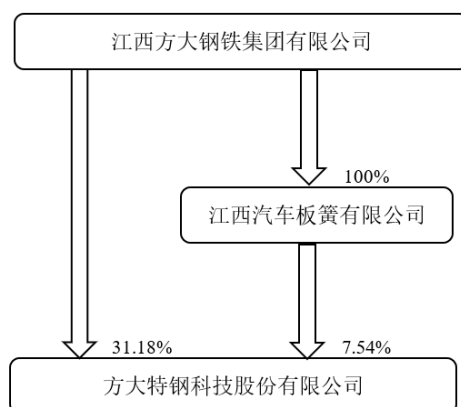 江西方大钢铁集团有限公司
100%
江西汽车板簧有限公司
31.18%
7.54%
方大特钢科技股份有限公司